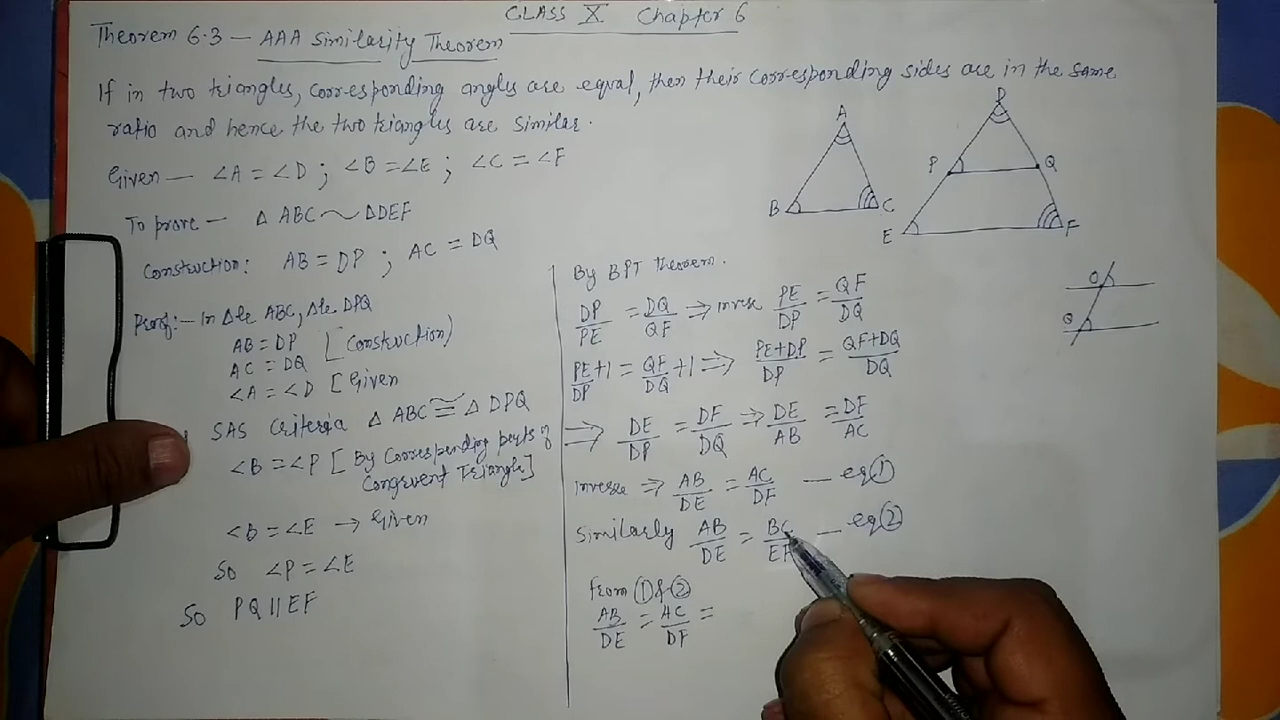 CLASS X Chapter 6
Theorem 6.3 — AAA Similarity Theorem
If in two triangles, corresponding angles are equal, then their corresponding sides are in the same
ratio and hence the two triangles are similar.
Given — ∠A = ∠D ; ∠B = ∠E ; ∠C = ∠F
To prove — Δ ABC ~ ΔDEF
Construction: AB = DP ; AC = DQ
Proof:- In Δle ABC, Δle DPQ
AB = DP [Construction)
AC = DQ
∠A = ∠D [Given
SAS Criteria Δ ABC ≅ Δ DPQ
∠B = ∠P [By Corresponding parts of
Congruent Triangle]
∠B = ∠E → Given
So ∠P = ∠E
So PQ || EF
By BPT theorem.
DP/PE = DQ/QF ⇒ inverse PE/DP = QF/DQ
PE/DP + 1 = QF/DQ + 1 ⇒ PE+DP/DP = QF+DQ/DQ
⇒ DE/DP = DF/DQ ⇒ DE/AB = DF/AC
inverse ⇒ AB/DE = AC/DF — eq ①
Similarly AB/DE = BC/EF — eq ②
From ① & ②
AB/DE = AC/DF =
A
B
C
D
P
Q
E
F